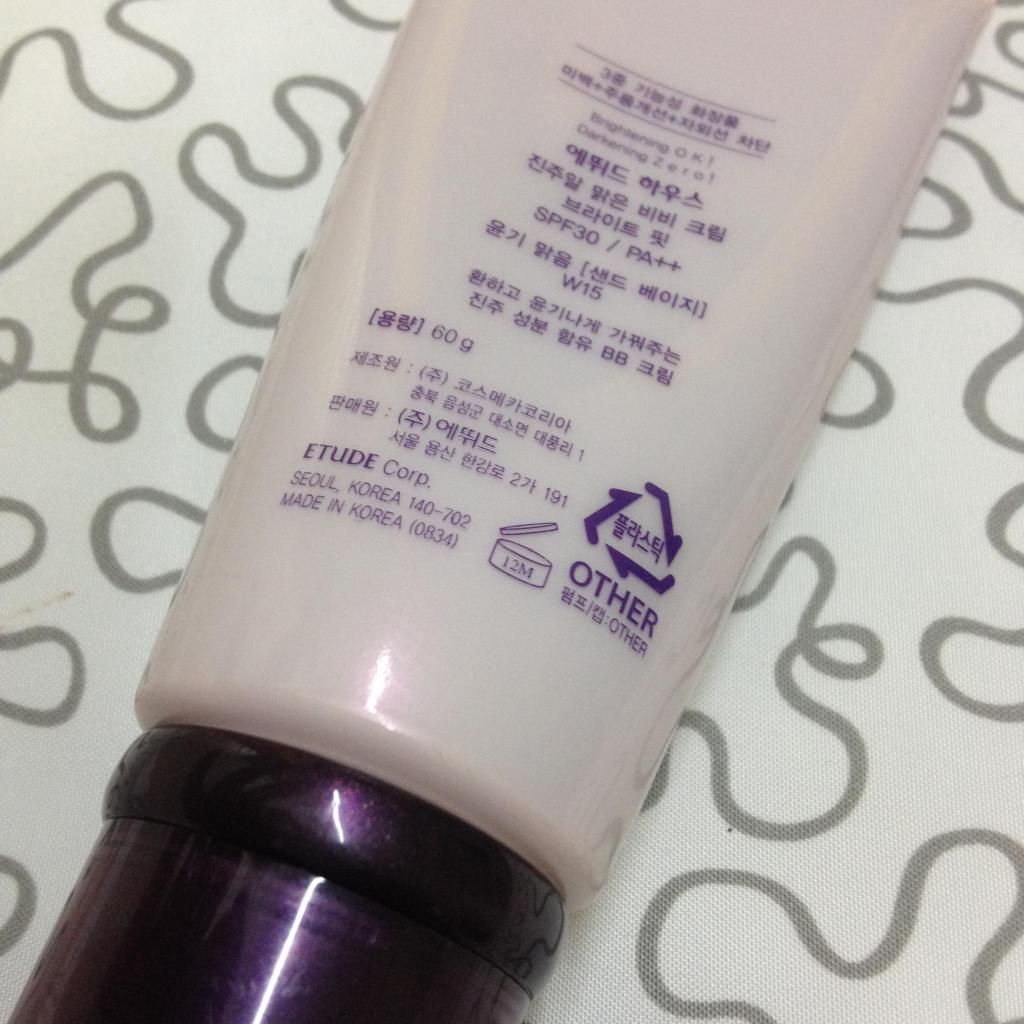 3중 기능성 화장품
미백+주름개선+자외선 차단
Brightening OK!
Darkening Zero!
에뛰드 하우스
진주알 맑은 비비 크림
브라이트 핏
SPF30 / PA++
윤기 맑음 [샌드 베이지]
W15
환하고 윤기나게 가꿔주는
진주 성분 함유 BB 크림
[용량] 60 g
제조원 : (주) 코스메카코리아
충북 음성군 대소면 대풍리 1
판매원 : (주) 에뛰드
서울 용산 한강로 2가 191
ETUDE Corp.
SEOUL, KOREA 140-702
MADE IN KOREA (0834)
12M
플라스틱
OTHER
펌프/캡:OTHER